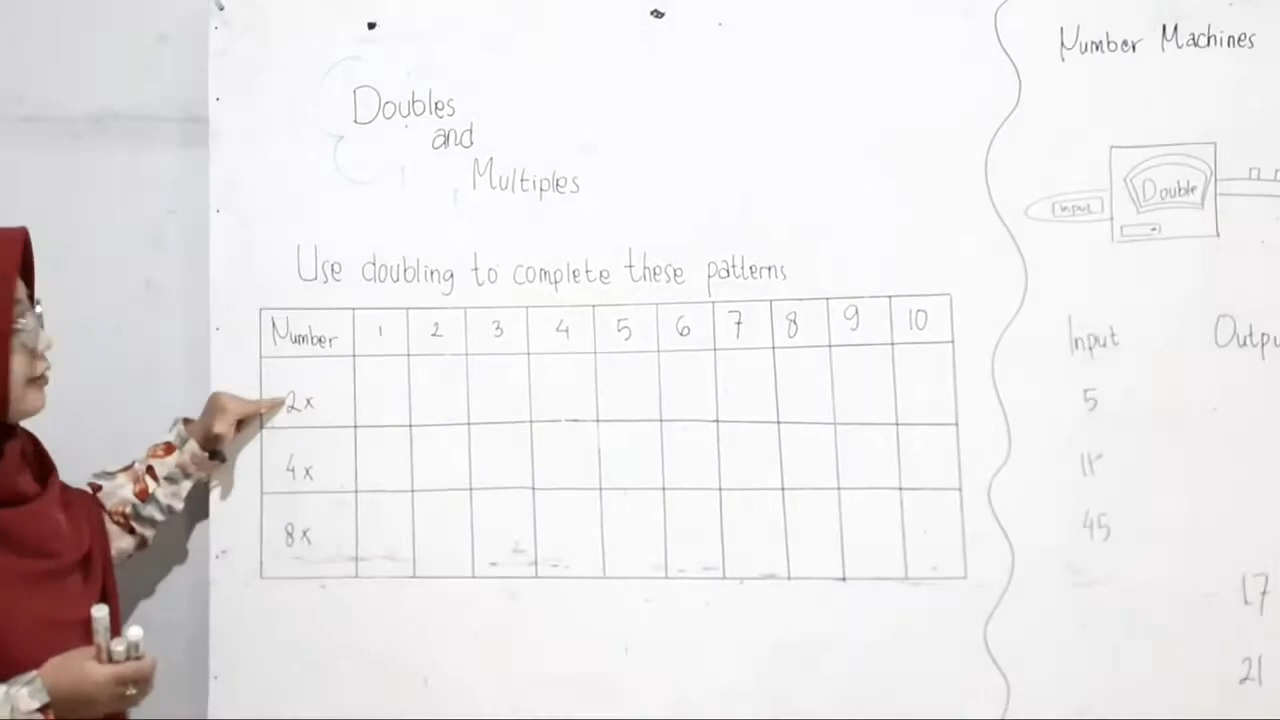 Doubles
and
Multiples
Use doubling to complete these patterns
Number 1 2 3 4 5 6 7 8 9 10
2x
4x
8x
Number Machines
Input
Double
Input Outpu
5
45
17
21